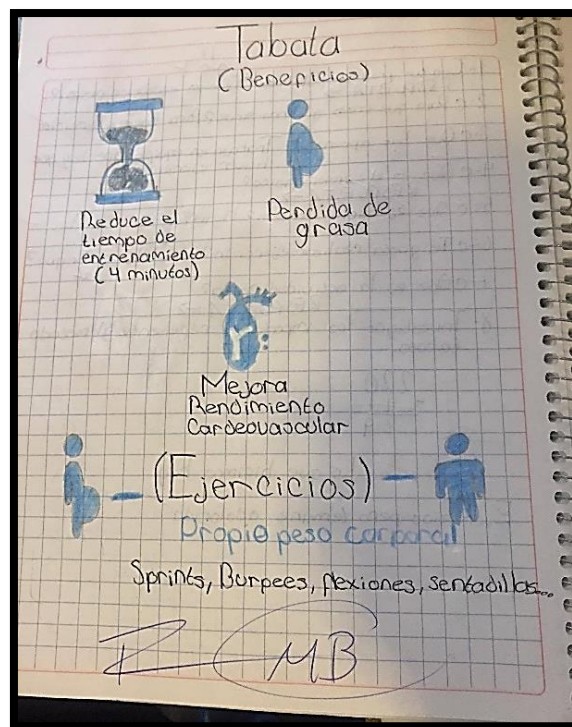 Tabata
(Beneficios)
Reduce el
tiempo de
entrenamiento
(4 minutos)
Perdida de
grasa
Mejora
Rendimiento
Cardeovascular
(Ejercicios)
Propio peso corporal
Sprints, Burpees, flexiones, sentadillas...
MB